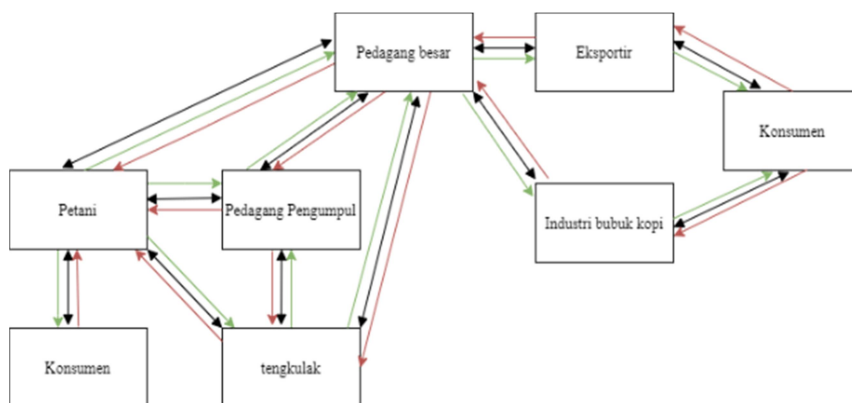 Pedagang besar
Eksportir
Konsumen
Petani
Pedagang Pengumpul
Industri bubuk kopi
Konsumen
tengkulak